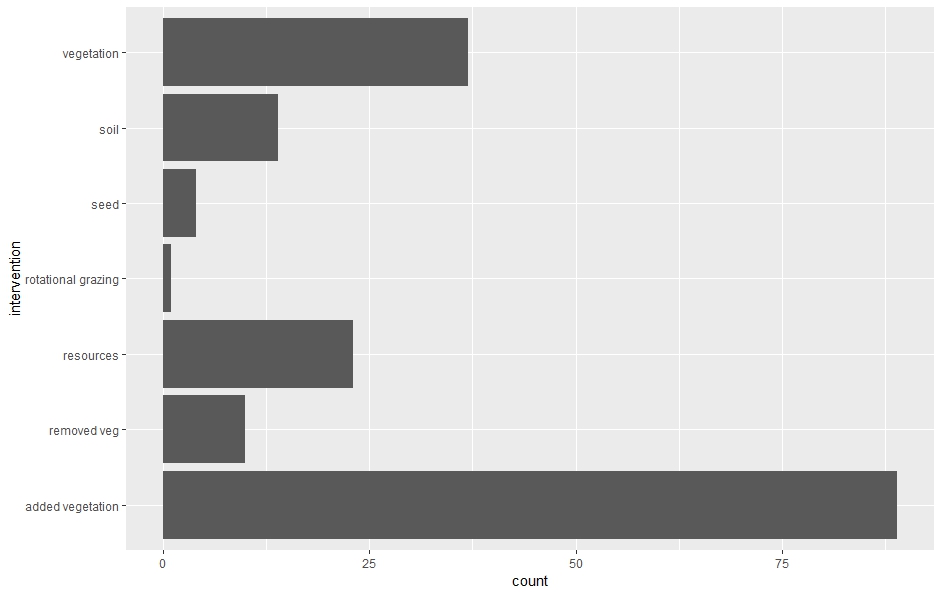 vegetation
soil
seed
rotational grazing
resources
removed veg
added vegetation
intervention
0 25 50 75
count